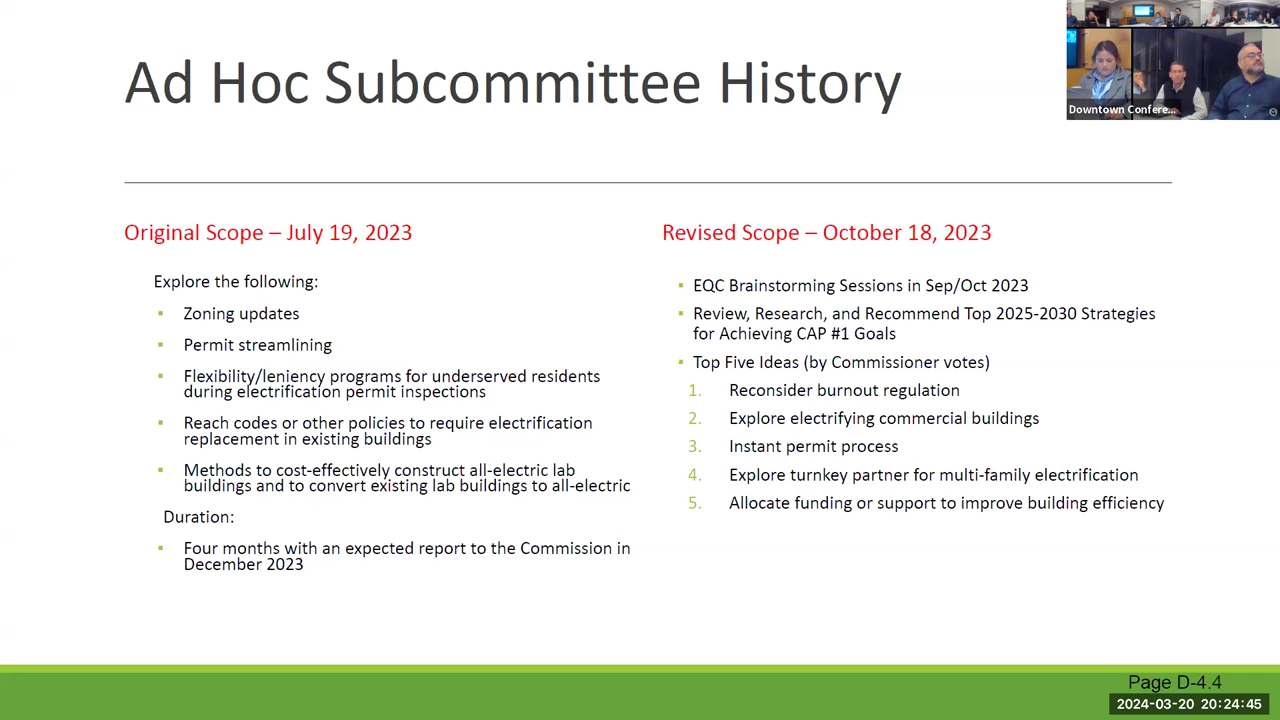 Ad Hoc Subcommittee History
Downtown Confere...
Original Scope – July 19, 2023
Explore the following:
▪ Zoning updates
▪ Permit streamlining
▪ Flexibility/leniency programs for underserved residents
during electrification permit inspections
▪ Reach codes or other policies to require electrification
replacement in existing buildings
▪ Methods to cost-effectively construct all-electric lab
buildings and to convert existing lab buildings to all-electric
Duration:
▪ Four months with an expected report to the Commission in
December 2023
Revised Scope – October 18, 2023
▪ EQC Brainstorming Sessions in Sep/Oct 2023
▪ Review, Research, and Recommend Top 2025-2030 Strategies
for Achieving CAP #1 Goals
▪ Top Five Ideas (by Commissioner votes)
1. Reconsider burnout regulation
2. Explore electrifying commercial buildings
3. Instant permit process
4. Explore turnkey partner for multi-family electrification
5. Allocate funding or support to improve building efficiency
Page D-4.4
2024-03-20 20:24:45